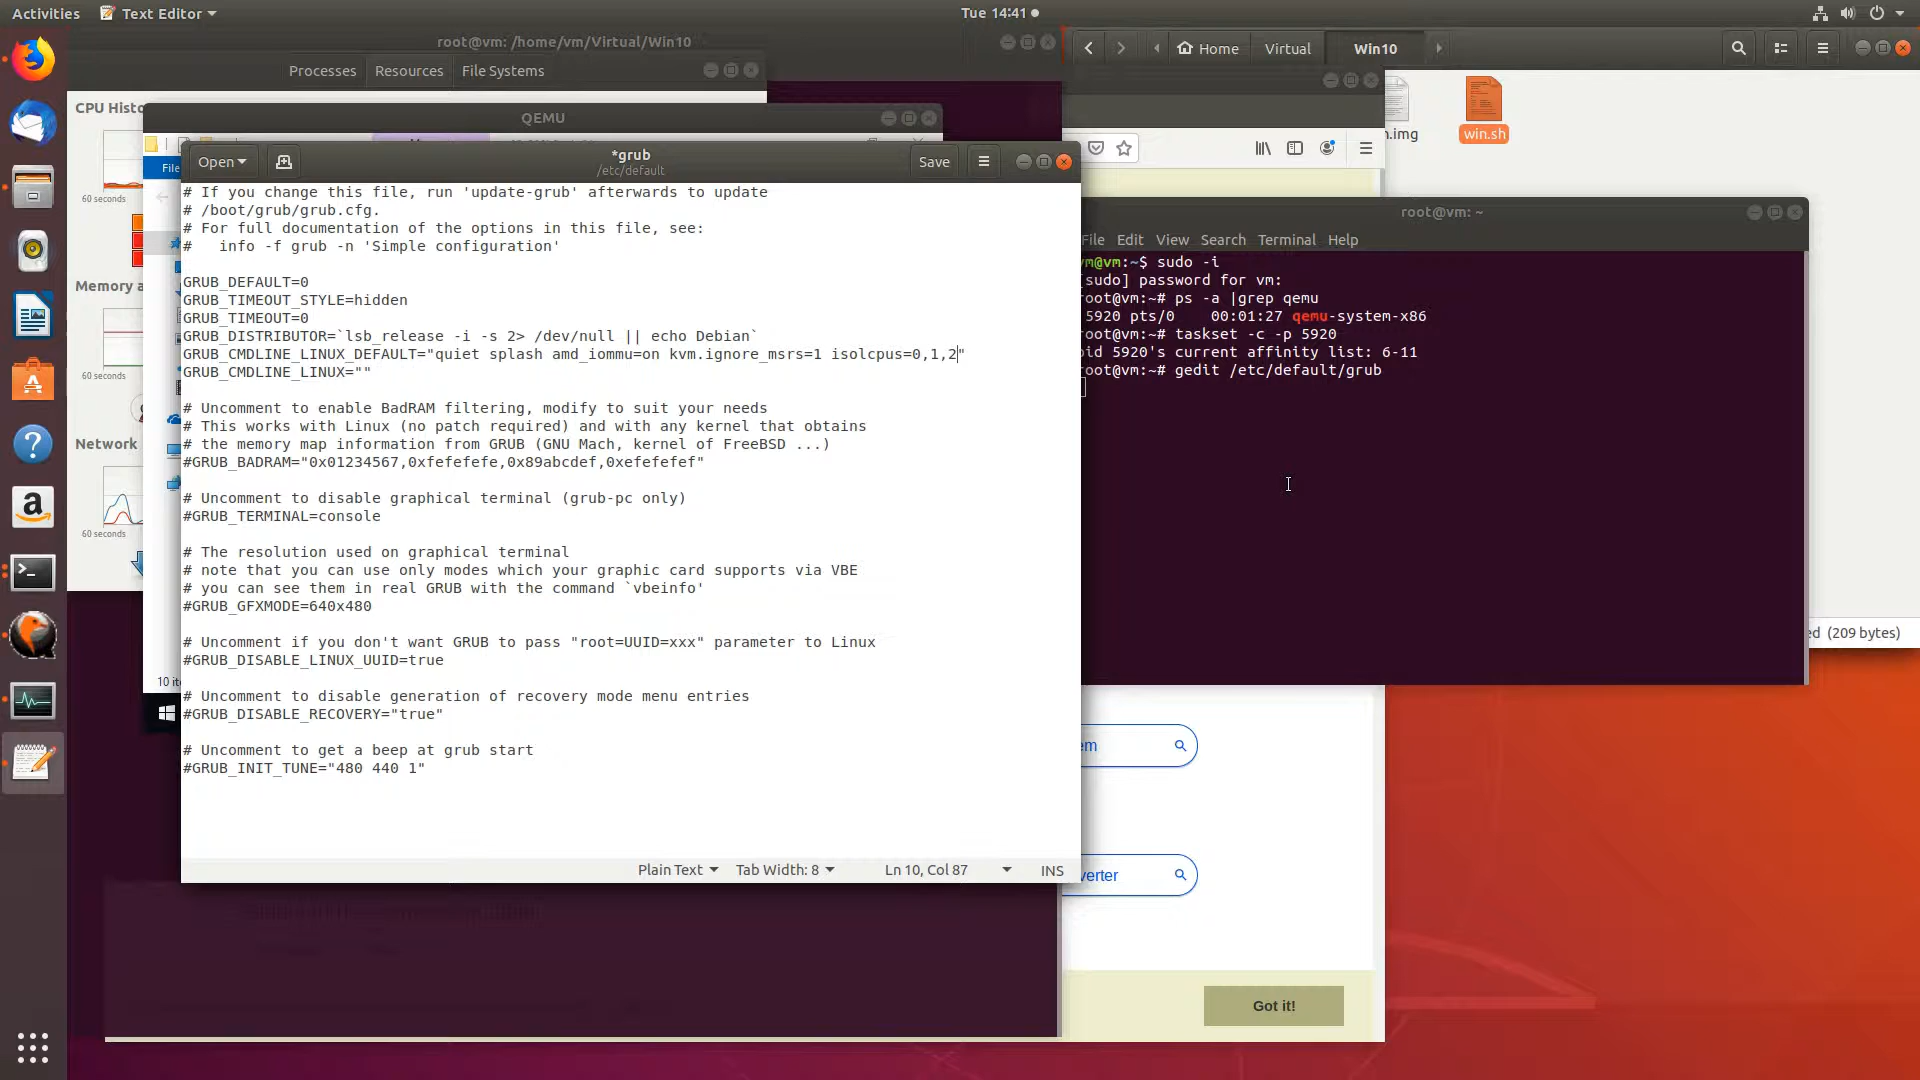 Activities
Text Editor
Tue 14:41
root@vm: /home/vm/Virtual/Win10
Home
Virtual
Win10
Processes
Resources
File Systems
win.sh
CPU Histo
60 seconds
QEMU
File
Open
*grub
/etc/default
Save
# If you change this file, run 'update-grub' afterwards to update
# /boot/grub/grub.cfg.
# For full documentation of the options in this file, see:
#   info -f grub -n 'Simple configuration'
GRUB_DEFAULT=0
GRUB_TIMEOUT_STYLE=hidden
GRUB_TIMEOUT=0
GRUB_DISTRIBUTOR=`lsb_release -i -s 2> /dev/null || echo Debian`
GRUB_CMDLINE_LINUX_DEFAULT="quiet splash amd_iommu=on kvm.ignore_msrs=1 isolcpus=0,1,2"
GRUB_CMDLINE_LINUX=""
# Uncomment to enable BadRAM filtering, modify to suit your needs
# This works with Linux (no patch required) and with any kernel that obtains
# the memory map information from GRUB (GNU Mach, kernel of FreeBSD ...)
#GRUB_BADRAM="0x01234567,0xfefefefe,0x89abcdef,0xefefefef"
# Uncomment to disable graphical terminal (grub-pc only)
#GRUB_TERMINAL=console
# The resolution used on graphical terminal
# note that you can use only modes which your graphic card supports via VBE
# you can see them in real GRUB with the command `vbeinfo'
#GRUB_GFXMODE=640x480
# Uncomment if you don't want GRUB to pass "root=UUID=xxx" parameter to Linux
#GRUB_DISABLE_LINUX_UUID=true
# Uncomment to disable generation of recovery mode menu entries
#GRUB_DISABLE_RECOVERY="true"
# Uncomment to get a beep at grub start
#GRUB_INIT_TUNE="480 440 1"
Plain Text
Tab Width: 8
Ln 10, Col 87
INS
Memory a
60 seconds
Network
60 seconds
10 it
root@vm: ~
File Edit View Search Terminal Help
vm@vm:~$ sudo -i
[sudo] password for vm:
root@vm:~# ps -a |grep qemu
5920 pts/0    00:01:27 qemu-system-x86
root@vm:~# taskset -c -p 5920
pid 5920's current affinity list: 6-11
root@vm:~# gedit /etc/default/grub
ed (209 bytes)
em
verter
Got it!